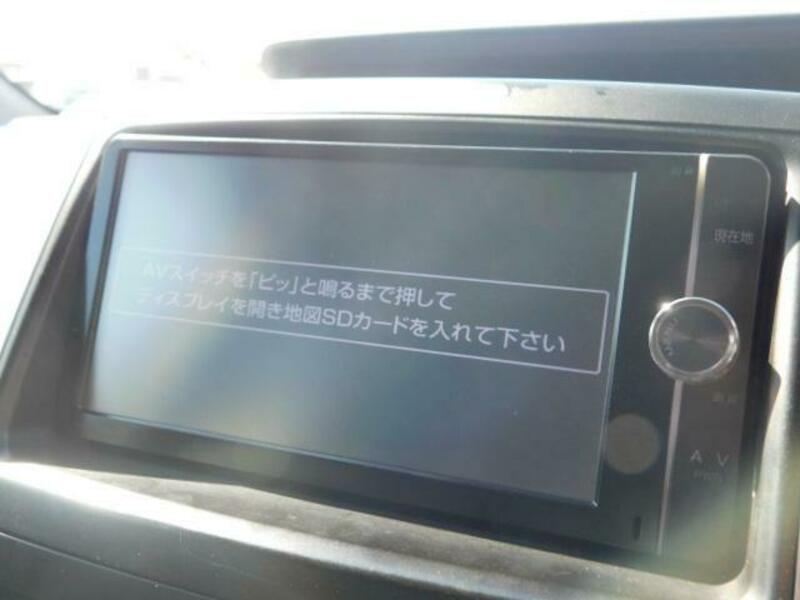 AVスイッチを「ピッ」と鳴るまで押して
ディスプレイを開き地図SDカードを入れて下さい
現在地
A V